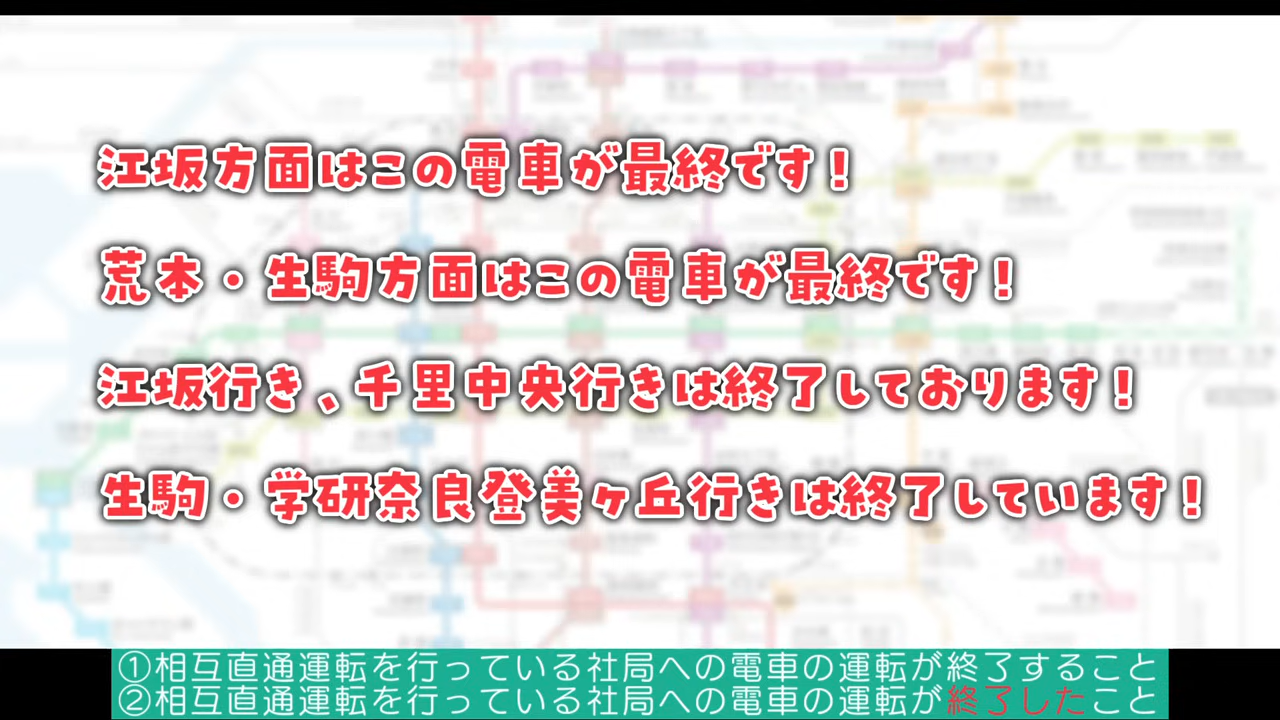 江坂方面はこの電車が最終です！
荒本・生駒方面はこの電車が最終です！
江坂行き、千里中央行きは終了しております！
生駒・学研奈良登美ヶ丘行きは終了しています！
①相互直通運転を行っている社局への電車の運転が終了すること
②相互直通運転を行っている社局への電車の運転が終了したこと